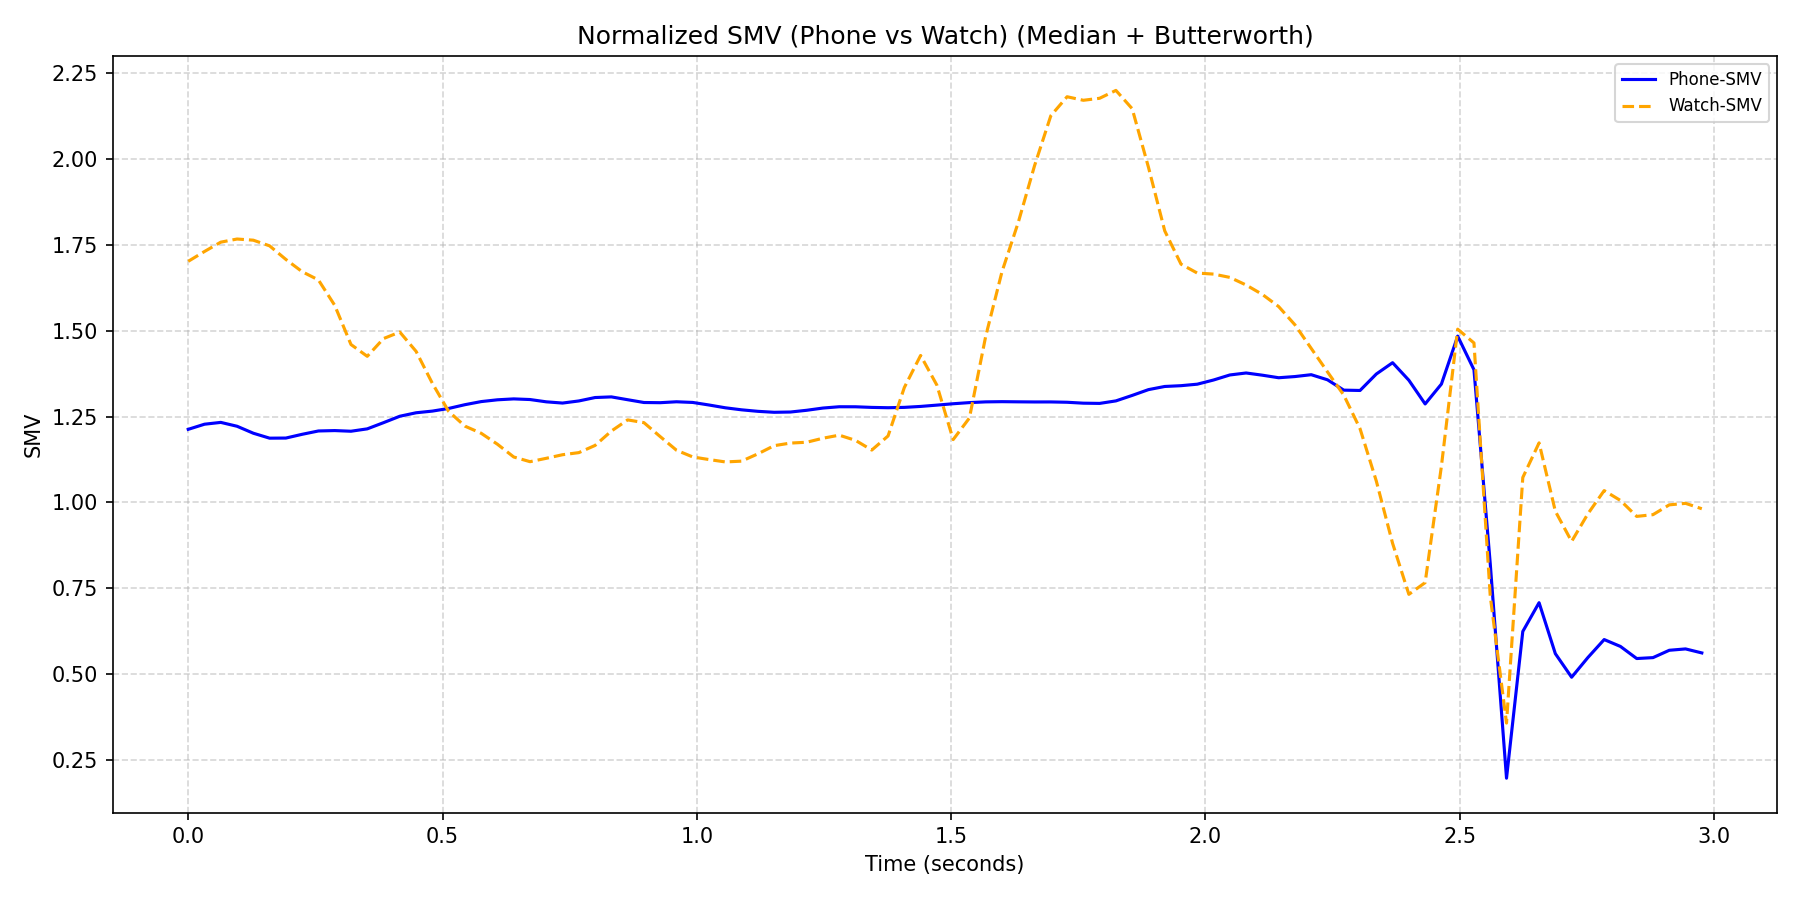 Normalized SMV (Phone vs Watch) (Median + Butterworth)
Phone-SMV
Watch-SMV
2.25
2.00
1.75
1.50
1.25
1.00
0.75
0.50
0.25
SMV
0.0 0.5 1.0 1.5 2.0 2.5 3.0
Time (seconds)